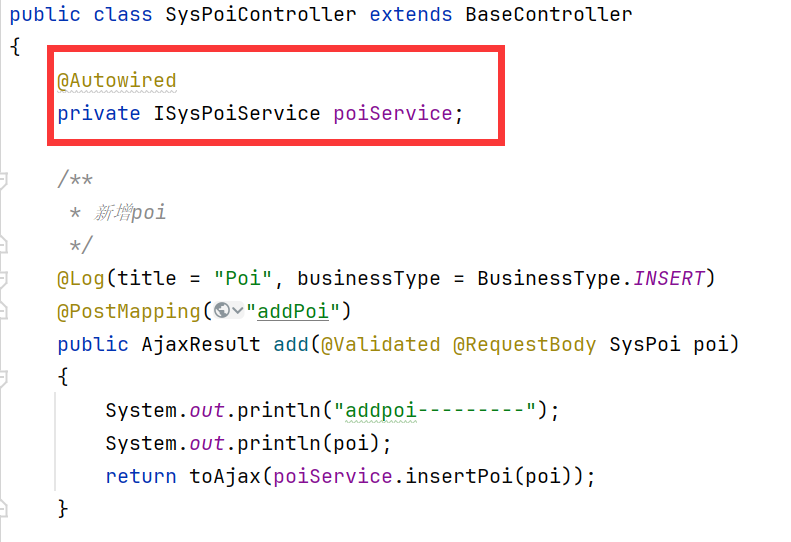 public class SysPoiController extends BaseController
{
@Autowired
private ISysPoiService poiService;
/**
* 新增poi
*/
@Log(title = "Poi", businessType = BusinessType.INSERT)
@PostMapping("addPoi")
public AjaxResult add(@Validated @RequestBody SysPoi poi)
{
System.out.println("addpoi---------");
System.out.println(poi);
return toAjax(poiService.insertPoi(poi));
}